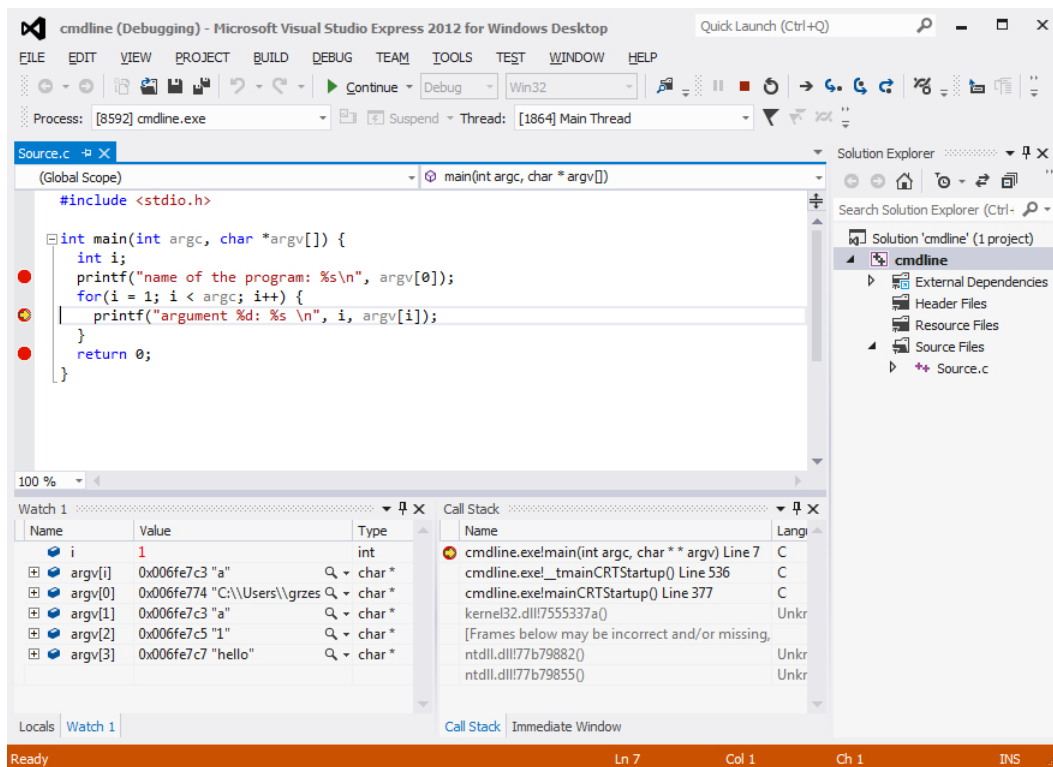 cmdline (Debugging) - Microsoft Visual Studio Express 2012 for Windows Desktop
Quick Launch (Ctrl+Q)
FILE EDIT VIEW PROJECT BUILD DEBUG TEAM TOOLS TEST WINDOW HELP
Continue Debug Win32
Process: [8592] cmdline.exe Suspend Thread: [1864] Main Thread
Source.c
(Global Scope) main(int argc, char * argv[])
#include <stdio.h>
int main(int argc, char *argv[]) {
int i;
printf("name of the program: %s\n", argv[0]);
for(i = 1; i < argc; i++) {
printf("argument %d: %s \n", i, argv[i]);
}
return 0;
}
100 %
Solution Explorer
Search Solution Explorer (Ctrl-
Solution 'cmdline' (1 project)
cmdline
External Dependencies
Header Files
Resource Files
Source Files
Source.c
Watch 1
Name Value Type
i 1 int
argv[i] 0x006fe7c3 "a" char *
argv[0] 0x006fe774 "C:\\Users\\grzes char *
argv[1] 0x006fe7c3 "a" char *
argv[2] 0x006fe7c5 "1" char *
argv[3] 0x006fe7c7 "hello" char *
Locals Watch 1
Call Stack
Name Langu
cmdline.exe!main(int argc, char * * argv) Line 7 C
cmdline.exe!__tmainCRTStartup() Line 536 C
cmdline.exe!mainCRTStartup() Line 377 C
kernel32.dll!7555337a() Unkr
[Frames below may be incorrect and/or missing,
ntdll.dll!77b79882() Unkr
ntdll.dll!77b79855() Unkr
Call Stack Immediate Window
Ready Ln 7 Col 1 Ch 1 INS